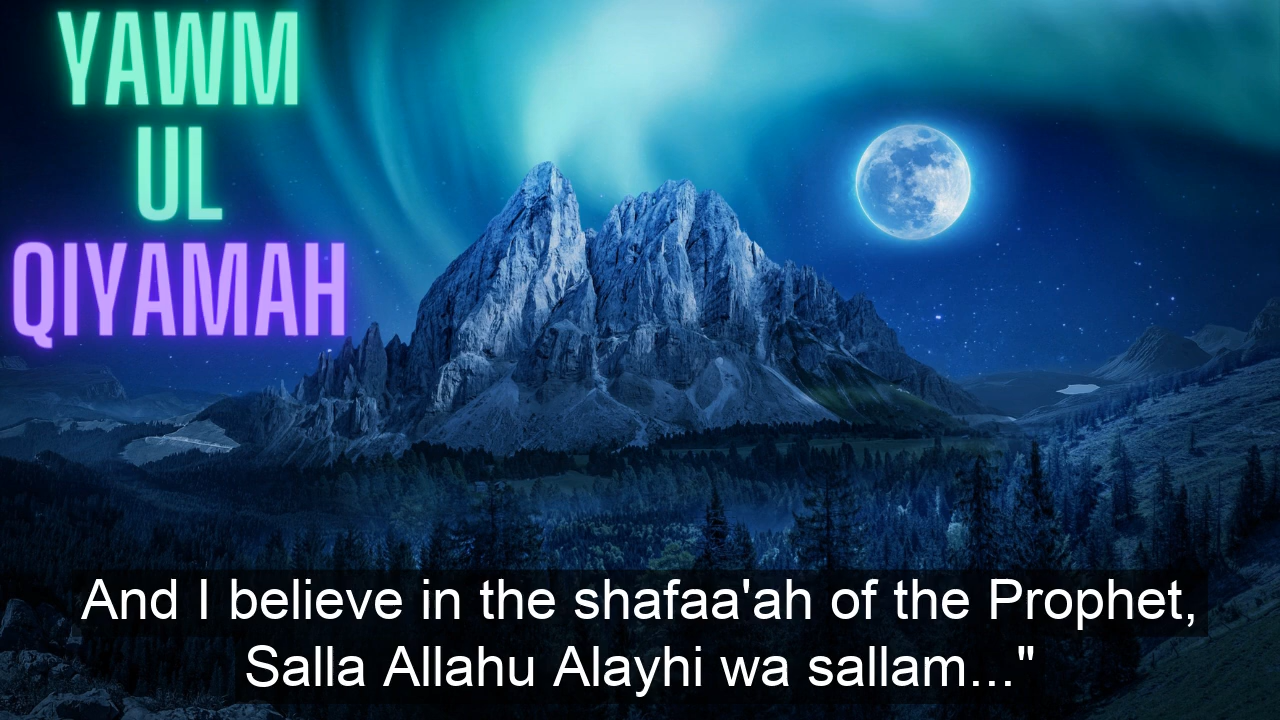 YAWM
UL
QIYAMAH
And I believe in the shafaa'ah of the Prophet,
Salla Allahu Alayhi wa sallam..."